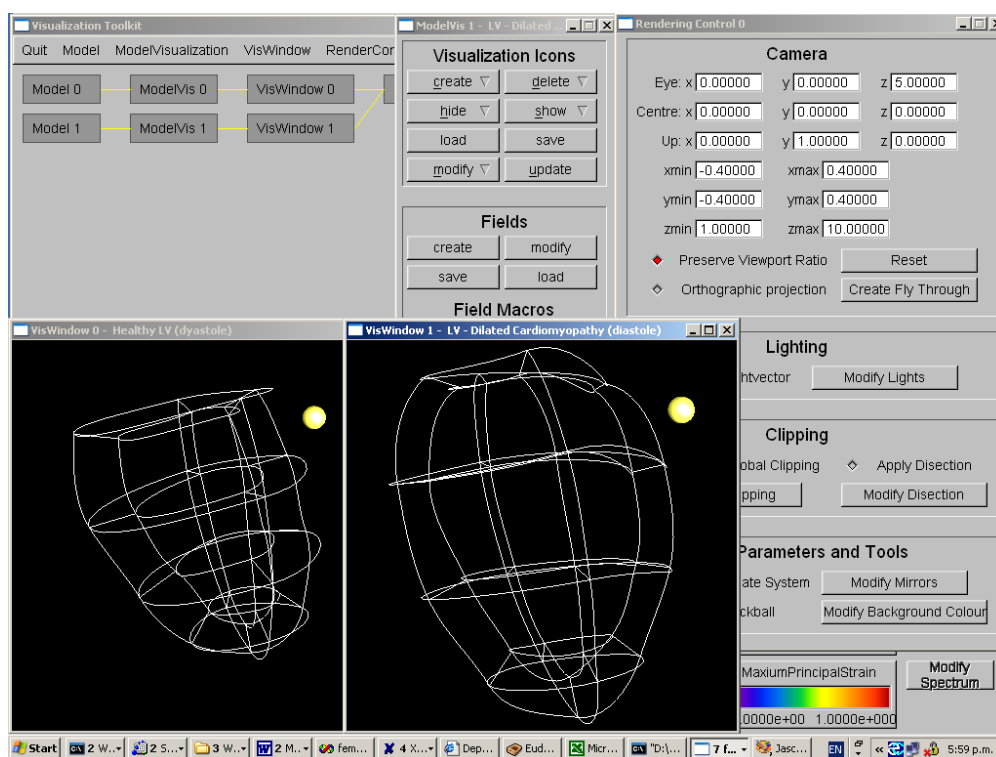 Visualization Toolkit
Quit Model ModelVisualization VisWindow RenderCon
Model 0 ModelVis 0 VisWindow 0
Model 1 ModelVis 1 VisWindow 1
ModelVis 1 - LV - Dilated ...
Visualization Icons
create delete
hide show
load save
modify update
Fields
create modify
save load
Field Macros
Rendering Control 0
Camera
Eye: x 0.00000 y 0.00000 z 5.00000
Centre: x 0.00000 y 0.00000 z 0.00000
Up: x 0.00000 y 1.00000 z 0.00000
xmin -0.40000 xmax 0.40000
ymin -0.40000 ymax 0.40000
zmin 1.00000 zmax 10.00000
Preserve Viewport Ratio Reset
Orthographic projection Create Fly Through
VisWindow 0 - Healthy LV (dyastole)
VisWindow 1 - LV - Dilated Cardiomyopathy (diastole)
Lighting
htvector Modify Lights
Clipping
obal Clipping Apply Disection
pping Modify Disection
Parameters and Tools
ate System Modify Mirrors
ckball Modify Background Colour
MaxiumPrincipalStrain
.0000e+00 1.0000e+000
Modify
Spectrum
Start 2 W... 2 S... 3 W... 2 M... fem... 4 X... Dep... Eud... Micr... "D:\... 7 f... Jasc... EN « 5:59 p.m.